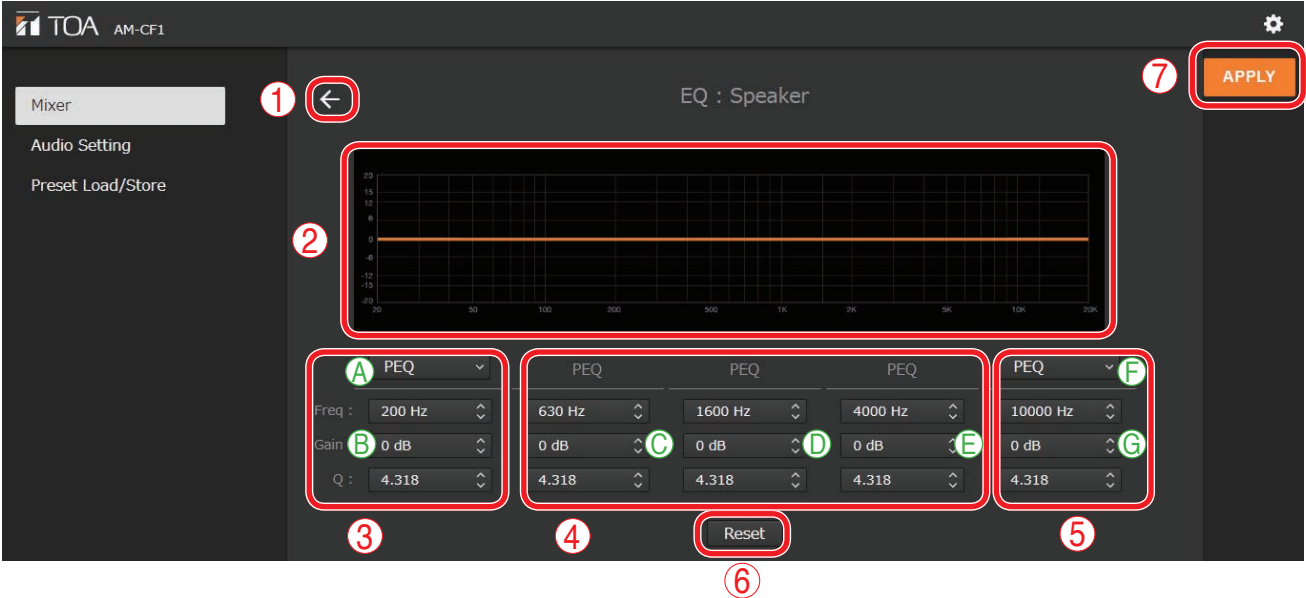 TOA AM-CF1
7 APPLY
Mixer
1 EQ : Speaker
Audio Setting
Preset Load/Store
2
20
15
12
6
0
-6
-12
-15
-20
20 50 100 200 500 1K 2K 5K 10K 20K
A PEQ PEQ PEQ PEQ PEQ F
Freq : 200 Hz 630 Hz 1600 Hz 4000 Hz 10000 Hz
Gain B 0 dB 0 dB C 0 dB D 0 dB E 0 dB G
Q : 4.318 4.318 4.318 4.318 4.318
3 4 Reset 5
6